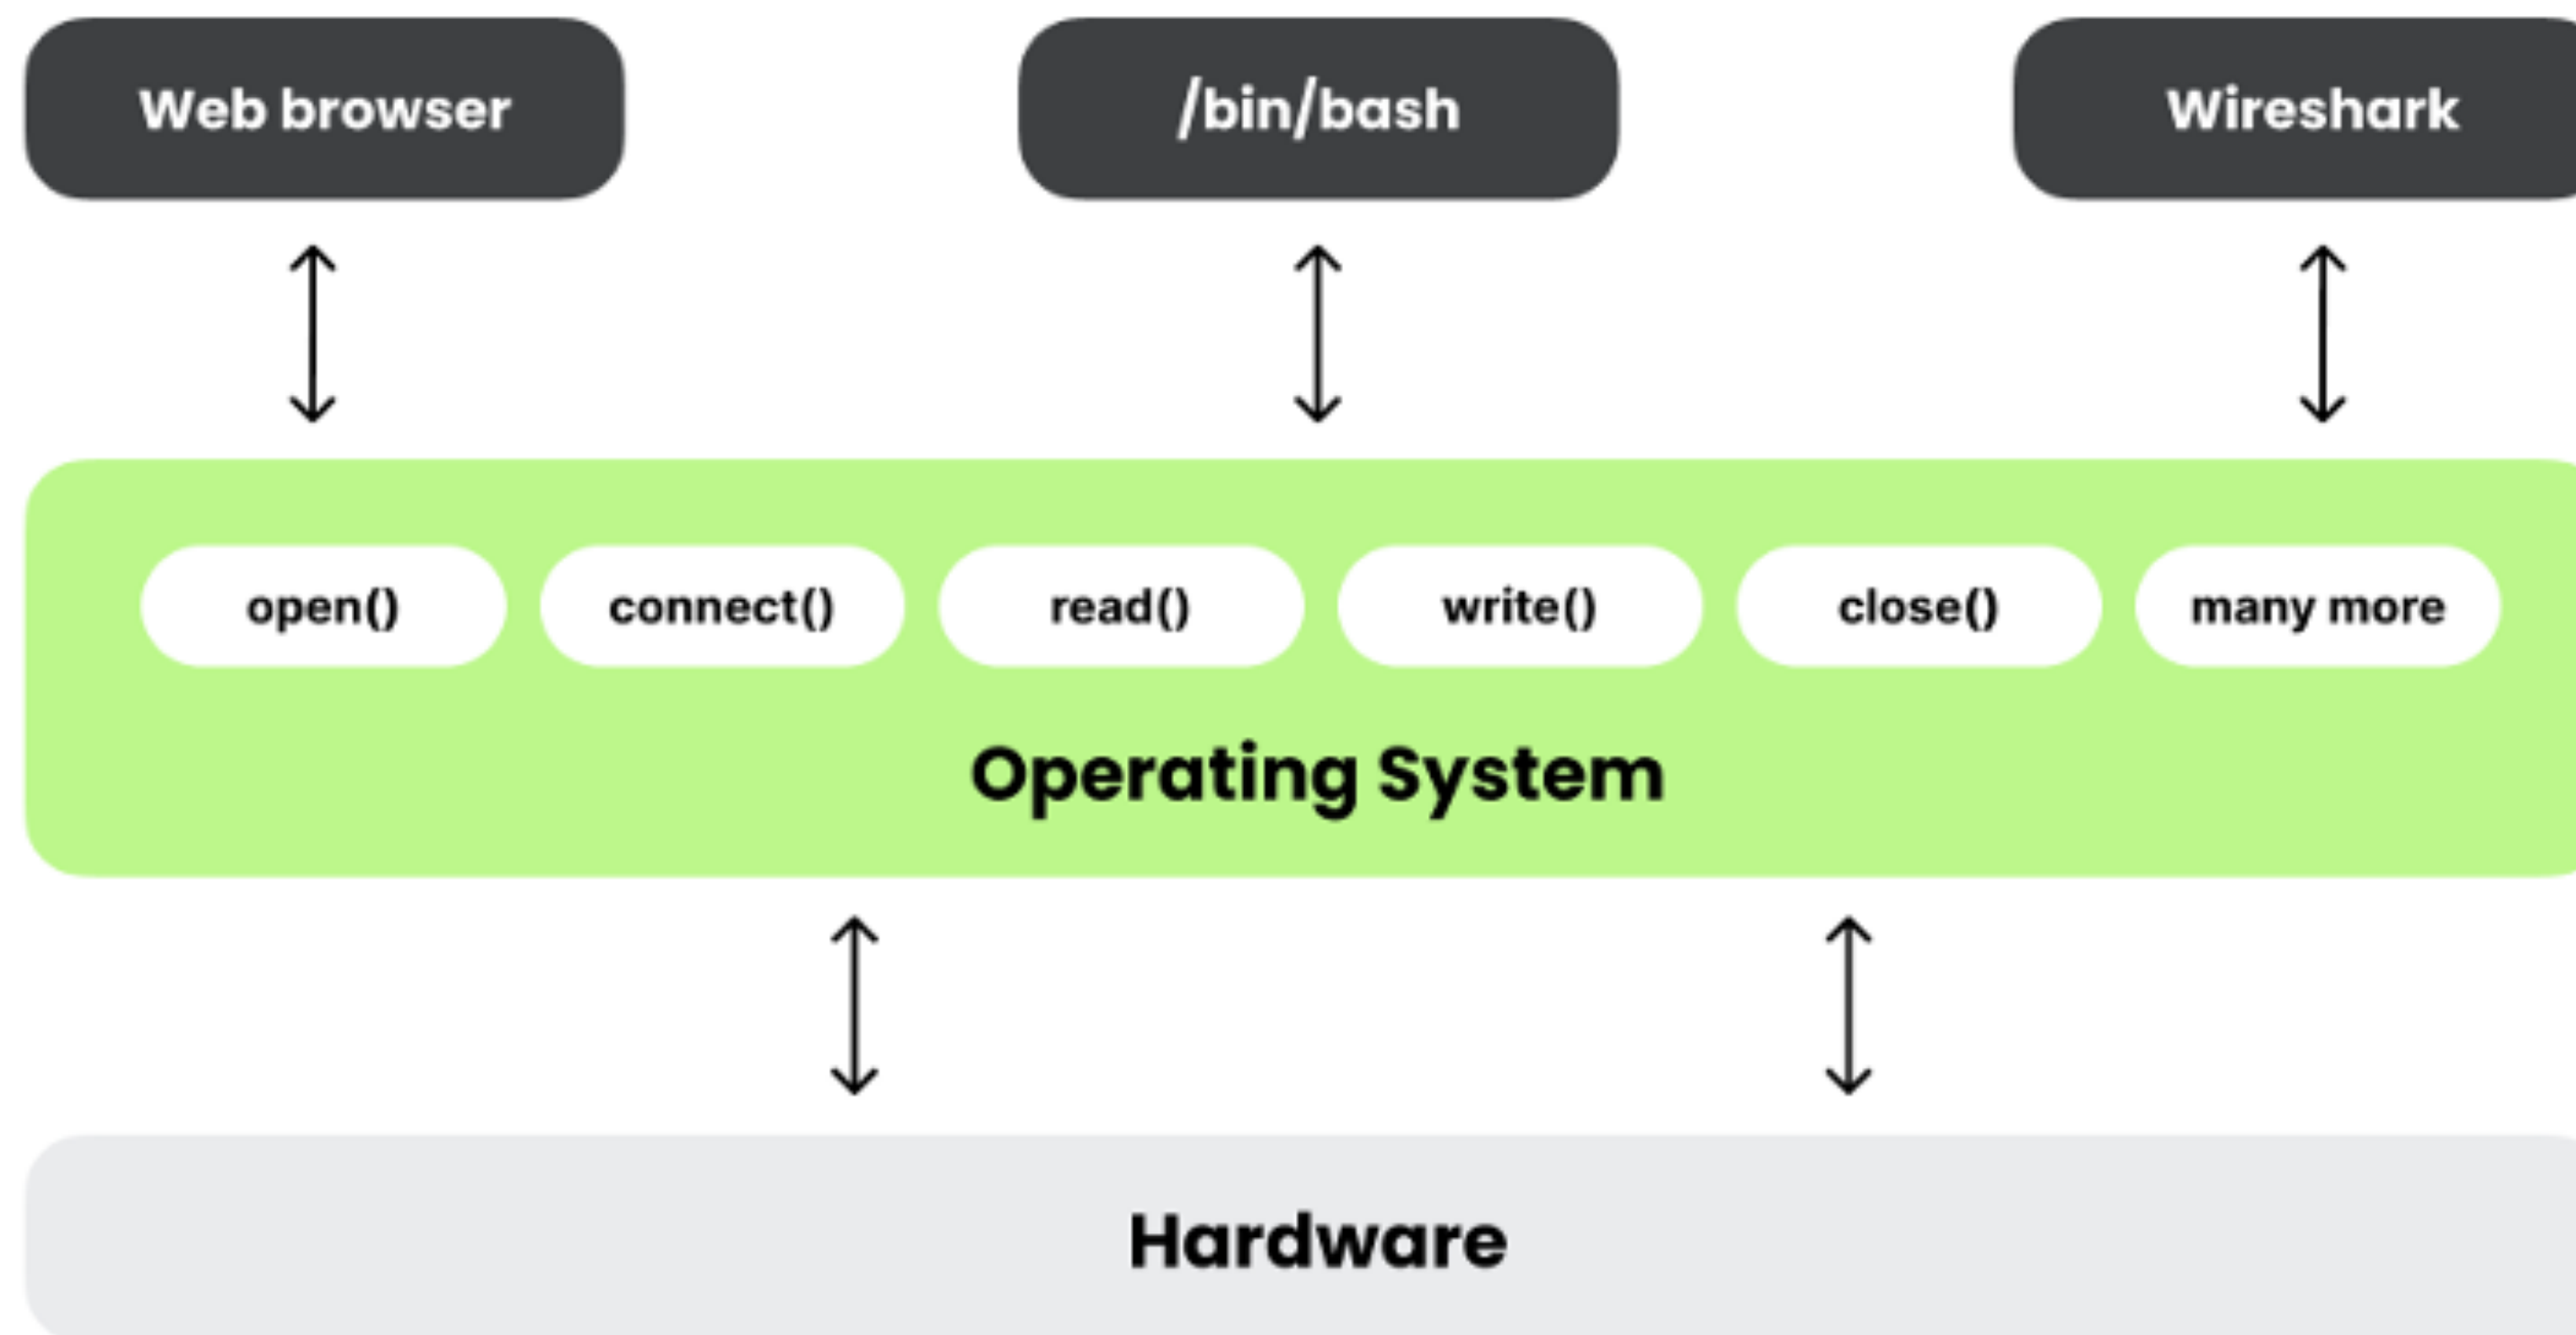 Web browser
/bin/bash
Wireshark
open()
connect()
read()
write()
close()
many more
Operating System
Hardware